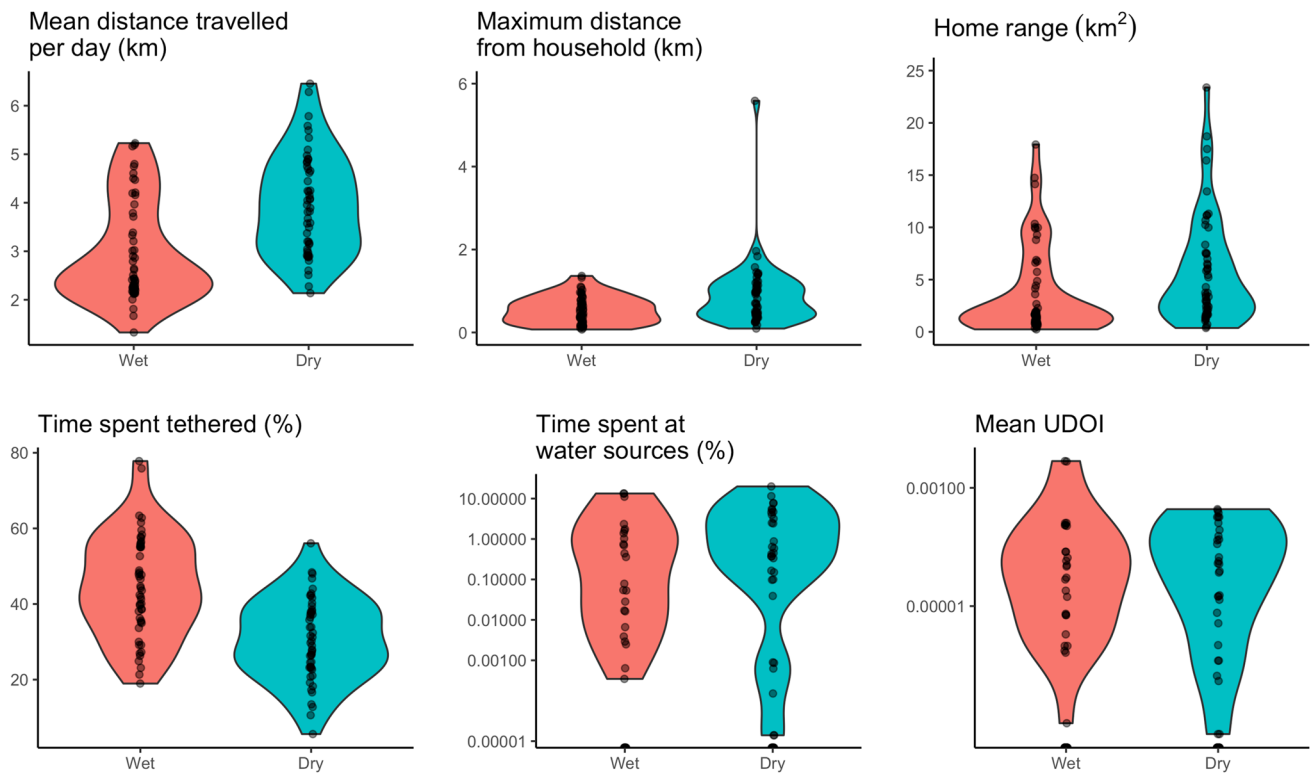 Mean distance travelled
per day (km)
6
5
4
3
2
Wet
Dry
Maximum distance
from household (km)
6
4
2
0
Wet
Dry
Home range (km²)
25
20
15
10
5
0
Wet
Dry
Time spent tethered (%)
80
60
40
20
Wet
Dry
Time spent at
water sources (%)
10.00000
1.00000
0.10000
0.01000
0.00100
0.00001
Wet
Dry
Mean UDOI
0.00100
0.00001
Wet
Dry